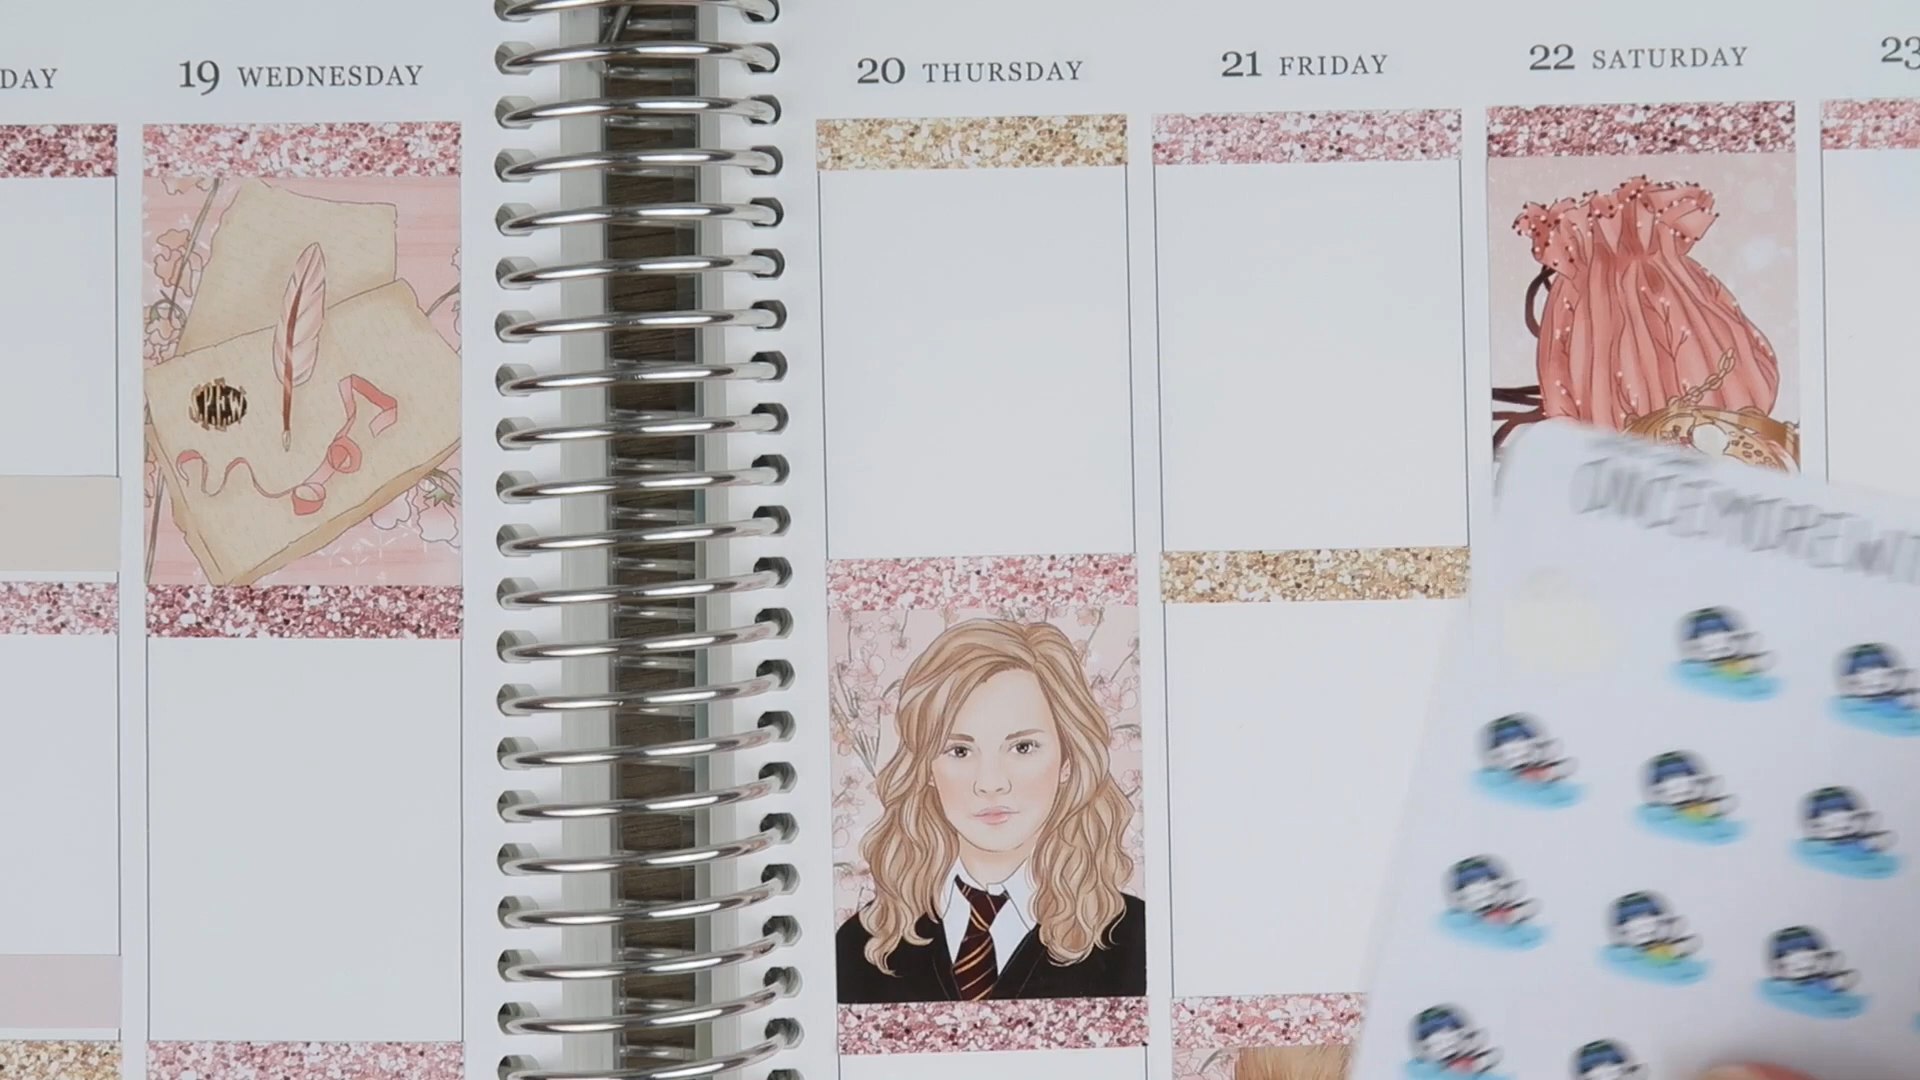 DAY
19 WEDNESDAY
20 THURSDAY
21 FRIDAY
22 SATURDAY
23
S.P.E.W